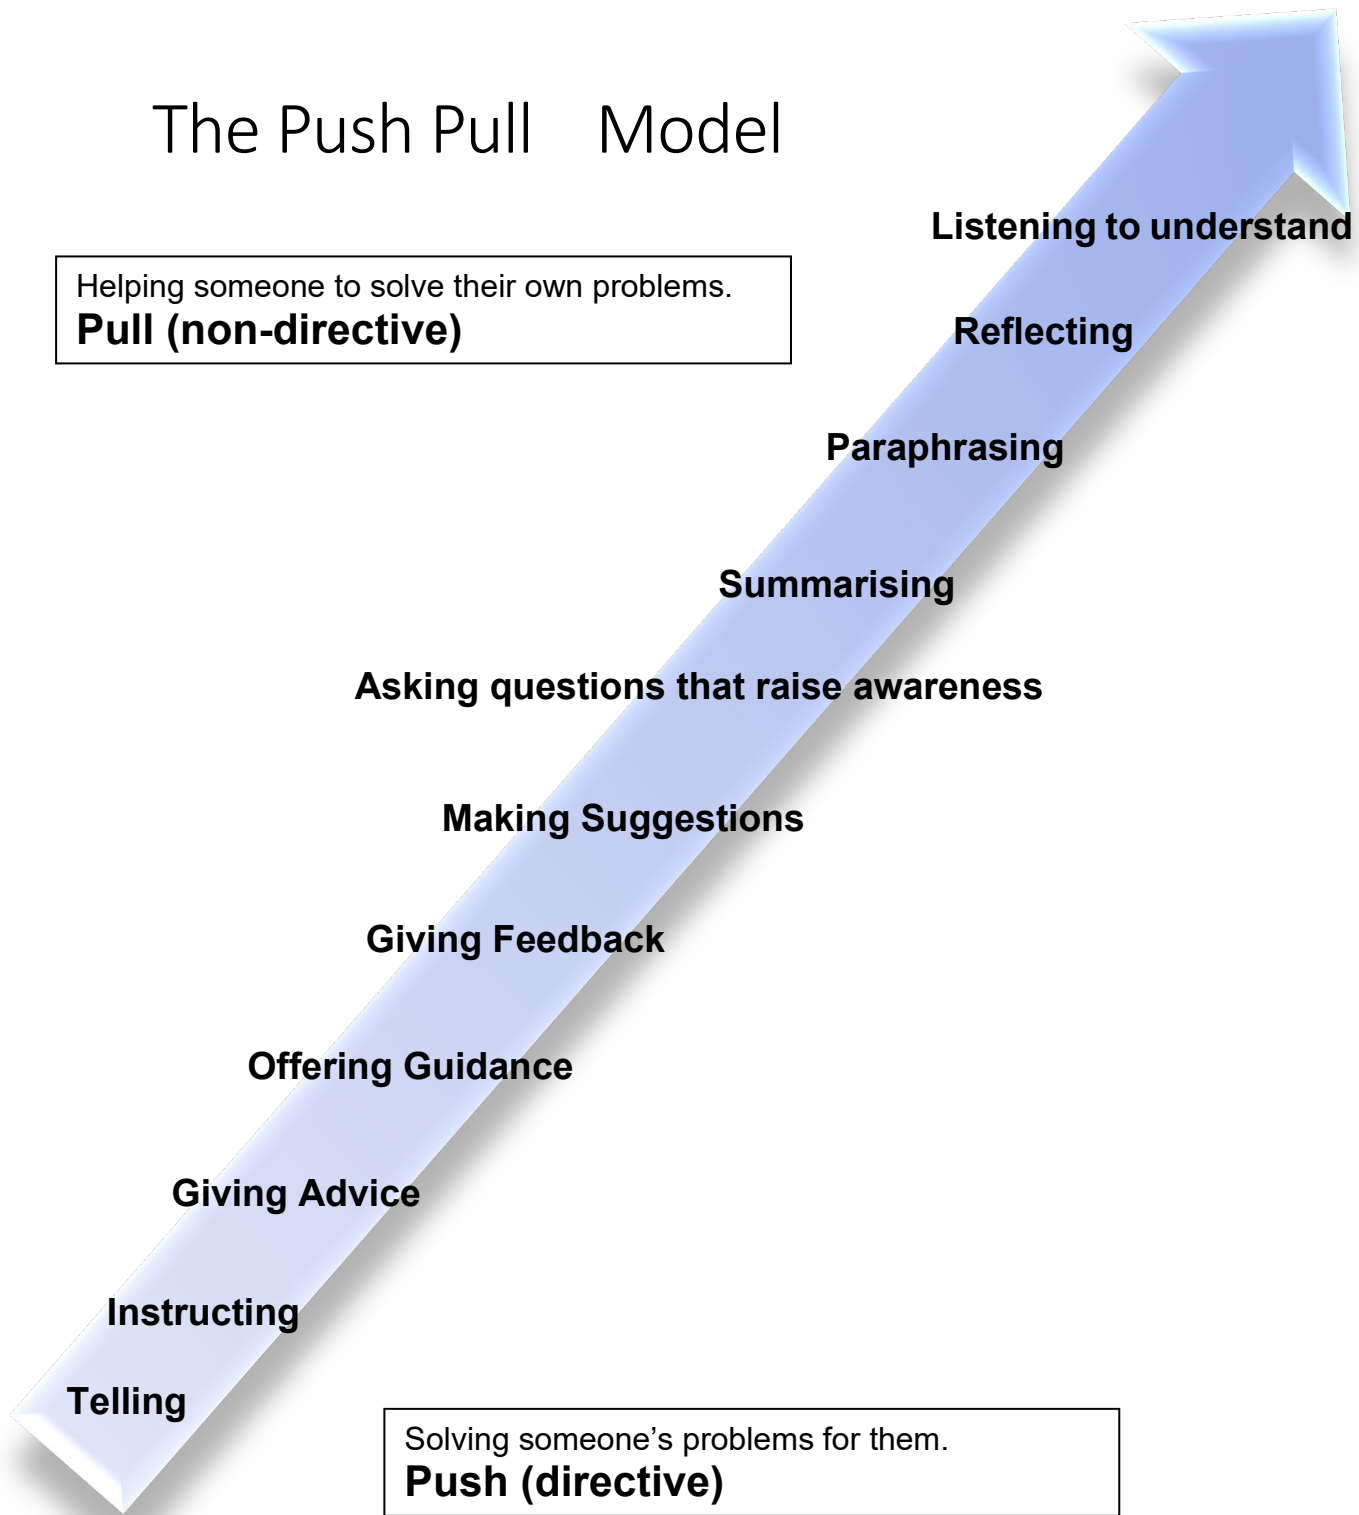 The Push Pull Model
Listening to understand
Helping someone to solve their own problems.
Pull (non-directive)
Reflecting
Paraphrasing
Summarising
Asking questions that raise awareness
Making Suggestions
Giving Feedback
Offering Guidance
Giving Advice
Instructing
Telling
Solving someone’s problems for them.
Push (directive)